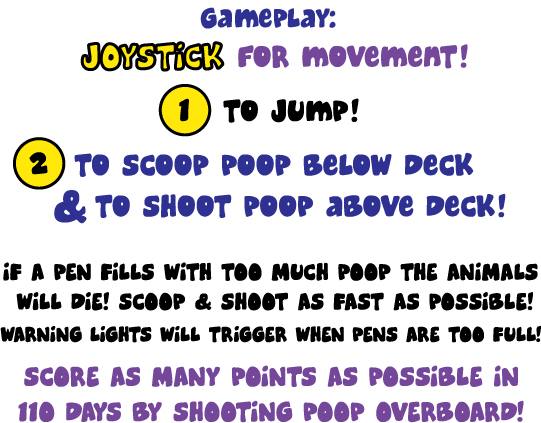 Gameplay:
JOYSTiCK FOR MOVEMENT!
1 TO JUMP!
2 TO SCOOP POOP BELOW DECK
& TO SHOOT POOP ABOVE DECK!
iF A PEN FiLLS WiTH TOO MUCH POOP THE ANiMALS
WiLL DiE! SCOOP & SHOOT AS FAST AS POSSiBLE!
WARNiNG LiGHTS WiLL TRiGGER WHEN PENS ARE TOO FULL!
SCORE AS MANY POiNTS AS POSSiBLE iN
110 DAYS BY SHOOTiNG POOP OVERBOARD!